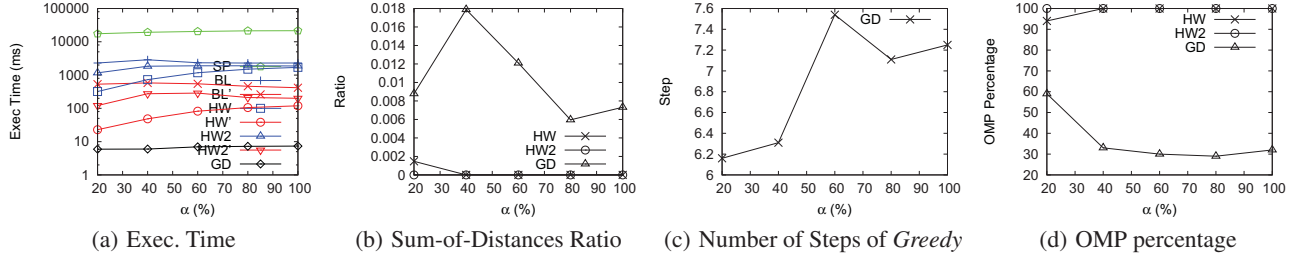 Exec Time (ms)
100000
10000
1000
100
10
1
20 30 40 50 60 70 80 90 100
α (%)
SP
BL
BL'
HW
HW'
HW2
HW2'
GD
(a) Exec. Time
Ratio
0.018
0.016
0.014
0.012
0.01
0.008
0.006
0.004
0.002
0
20 30 40 50 60 70 80 90 100
α (%)
HW
HW2
GD
(b) Sum-of-Distances Ratio
Step
7.6
7.4
7.2
7
6.8
6.6
6.4
6.2
6
20 30 40 50 60 70 80 90 100
α (%)
GD
(c) Number of Steps of Greedy
OMP Percentage
100
90
80
70
60
50
40
30
20
20 30 40 50 60 70 80 90 100
α (%)
HW
HW2
GD
(d) OMP percentage